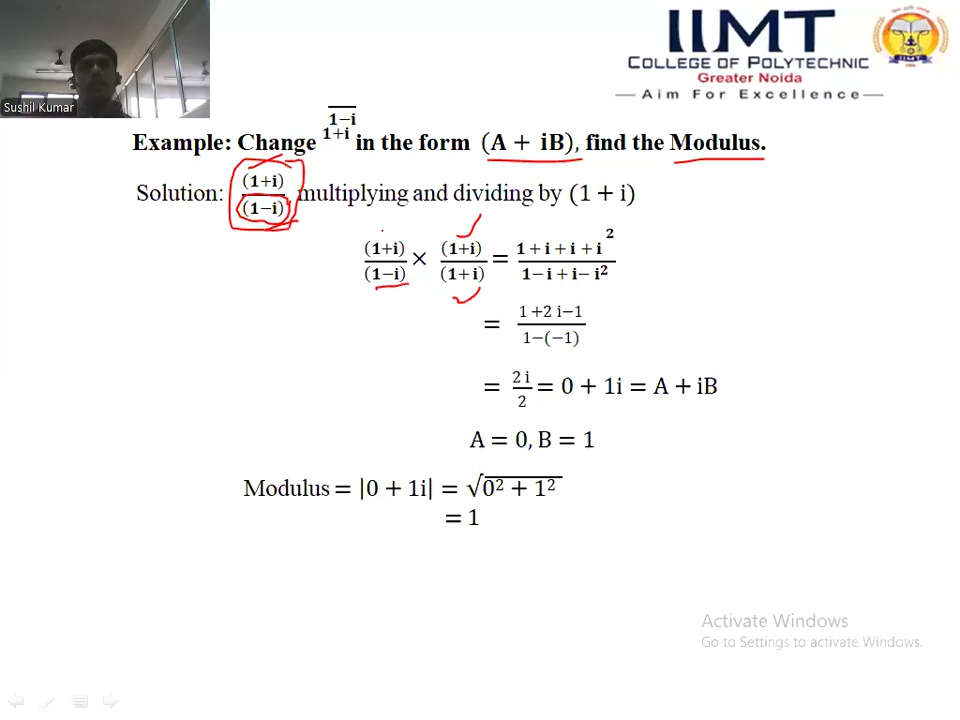 IIMT
COLLEGE OF POLYTECHNIC
Greater Noida
Aim For Excellence
Sushil Kumar
1−i
1+i
Example: Change in the form (A + iB), find the Modulus.
Solution: (1+i)/(1−i) multiplying and dividing by (1 + i)
(1+i)/(1−i) × (1+i)/(1+i) = 1+i+i+i²/1−i+i−i²
= 1+2i−1/1−(−1)
= 2i/2 = 0 + 1i = A + iB
A = 0, B = 1
Modulus = |0 + 1i| = √0² + 1²
= 1
Activate Windows
Go to Settings to activate Windows.